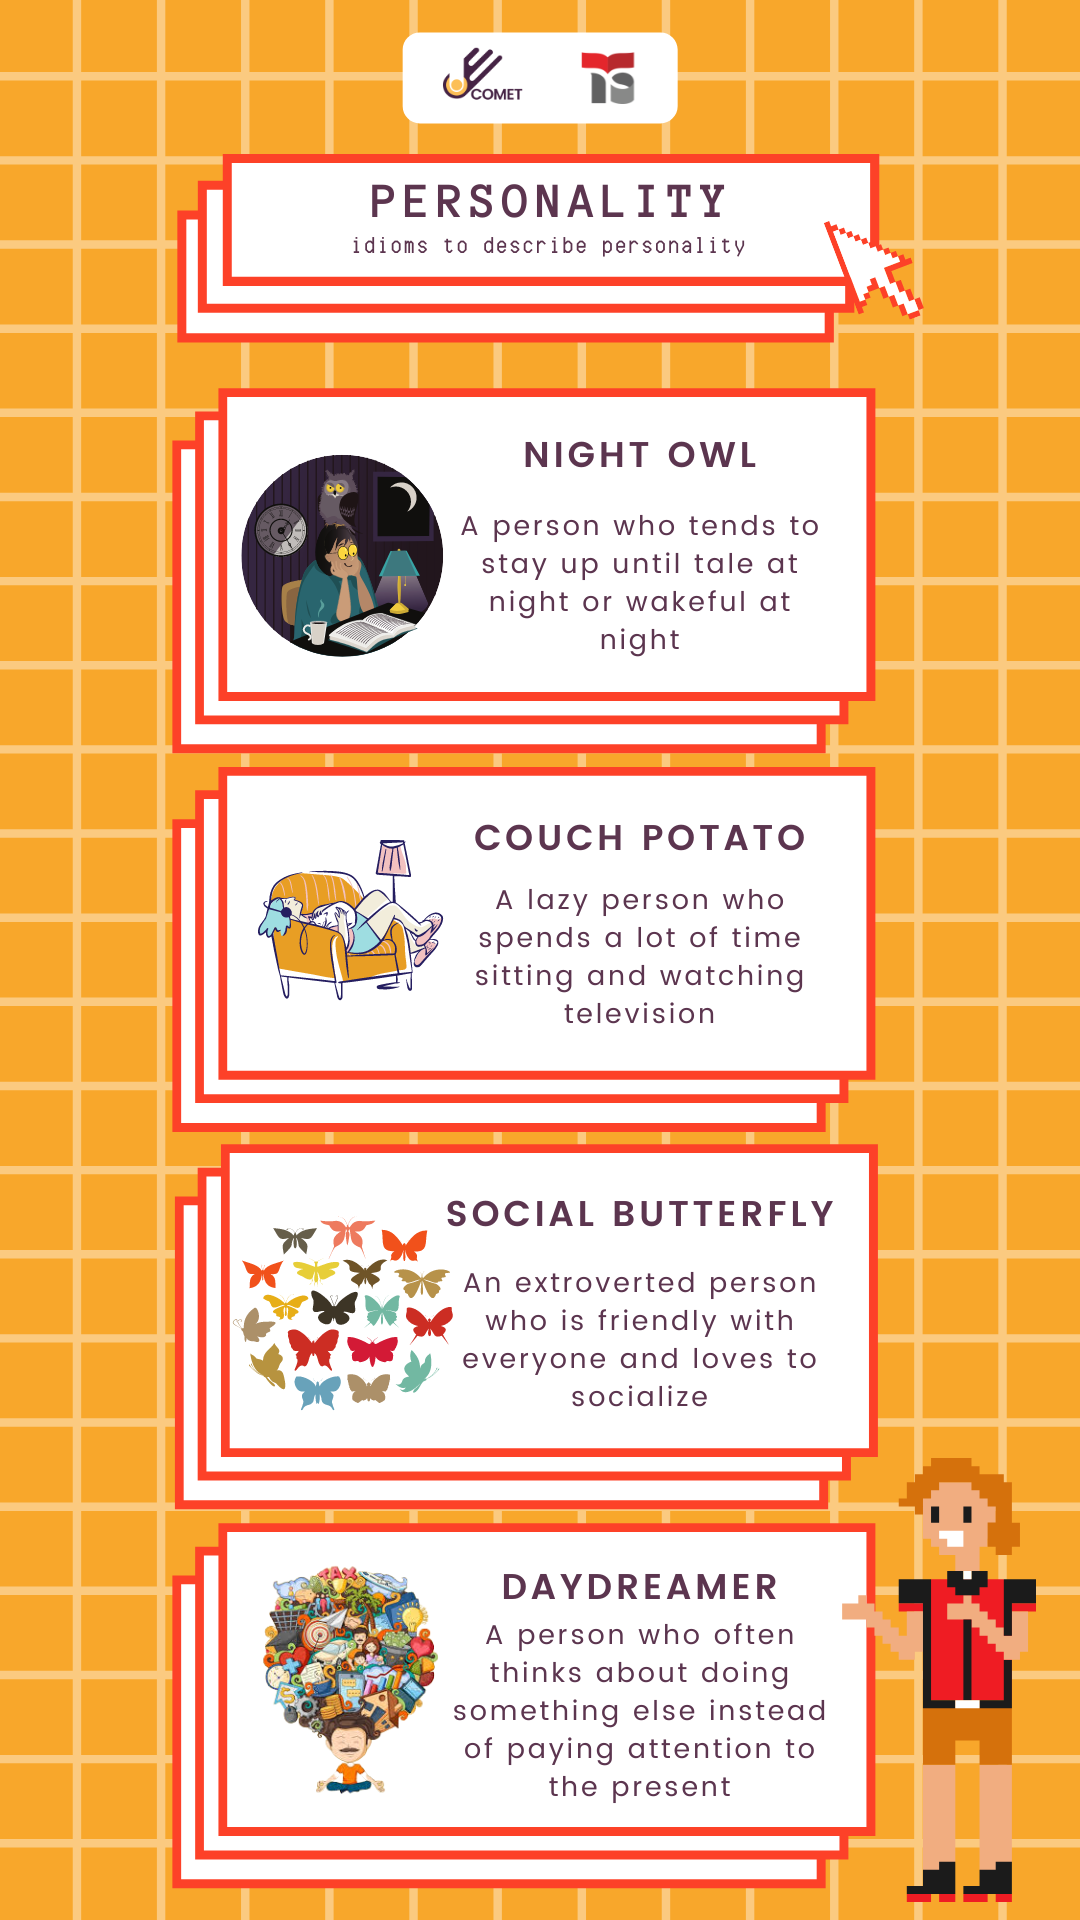 COMET
PERSONALITY
idioms to describe personality
NIGHT OWL
A person who tends to
stay up until tale at
night or wakeful at
night
COUCH POTATO
A lazy person who
spends a lot of time
sitting and watching
television
SOCIAL BUTTERFLY
An extroverted person
who is friendly with
everyone and loves to
socialize
TAX
DAYDREAMER
A person who often
thinks about doing
something else instead
of paying attention to
the present